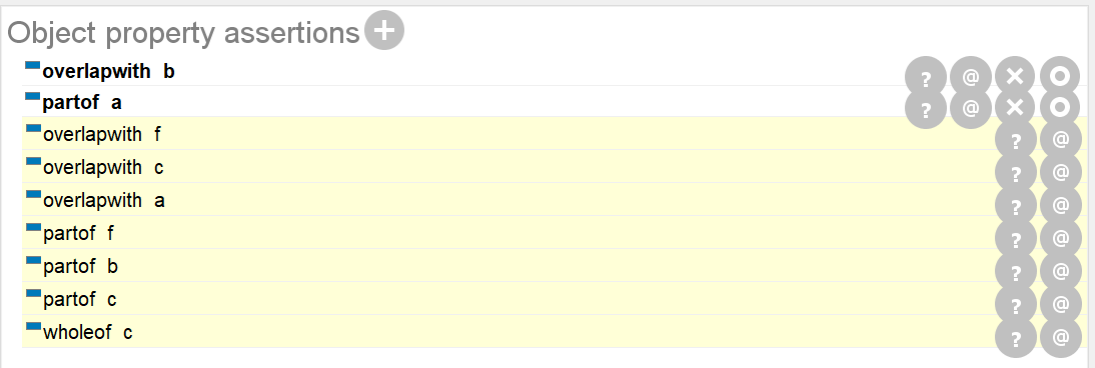 Object property assertions +
overlapwith b ? @ × o
partof a ? @ × o
overlapwith f ? @
overlapwith c ? @
overlapwith a ? @
partof f ? @
partof b ? @
partof c ? @
wholeof c ? @